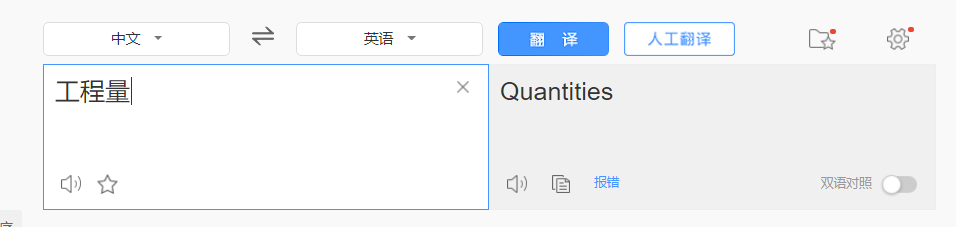 中文 英语 翻 译 人工翻译
工程量 Quantities
报错 双语对照